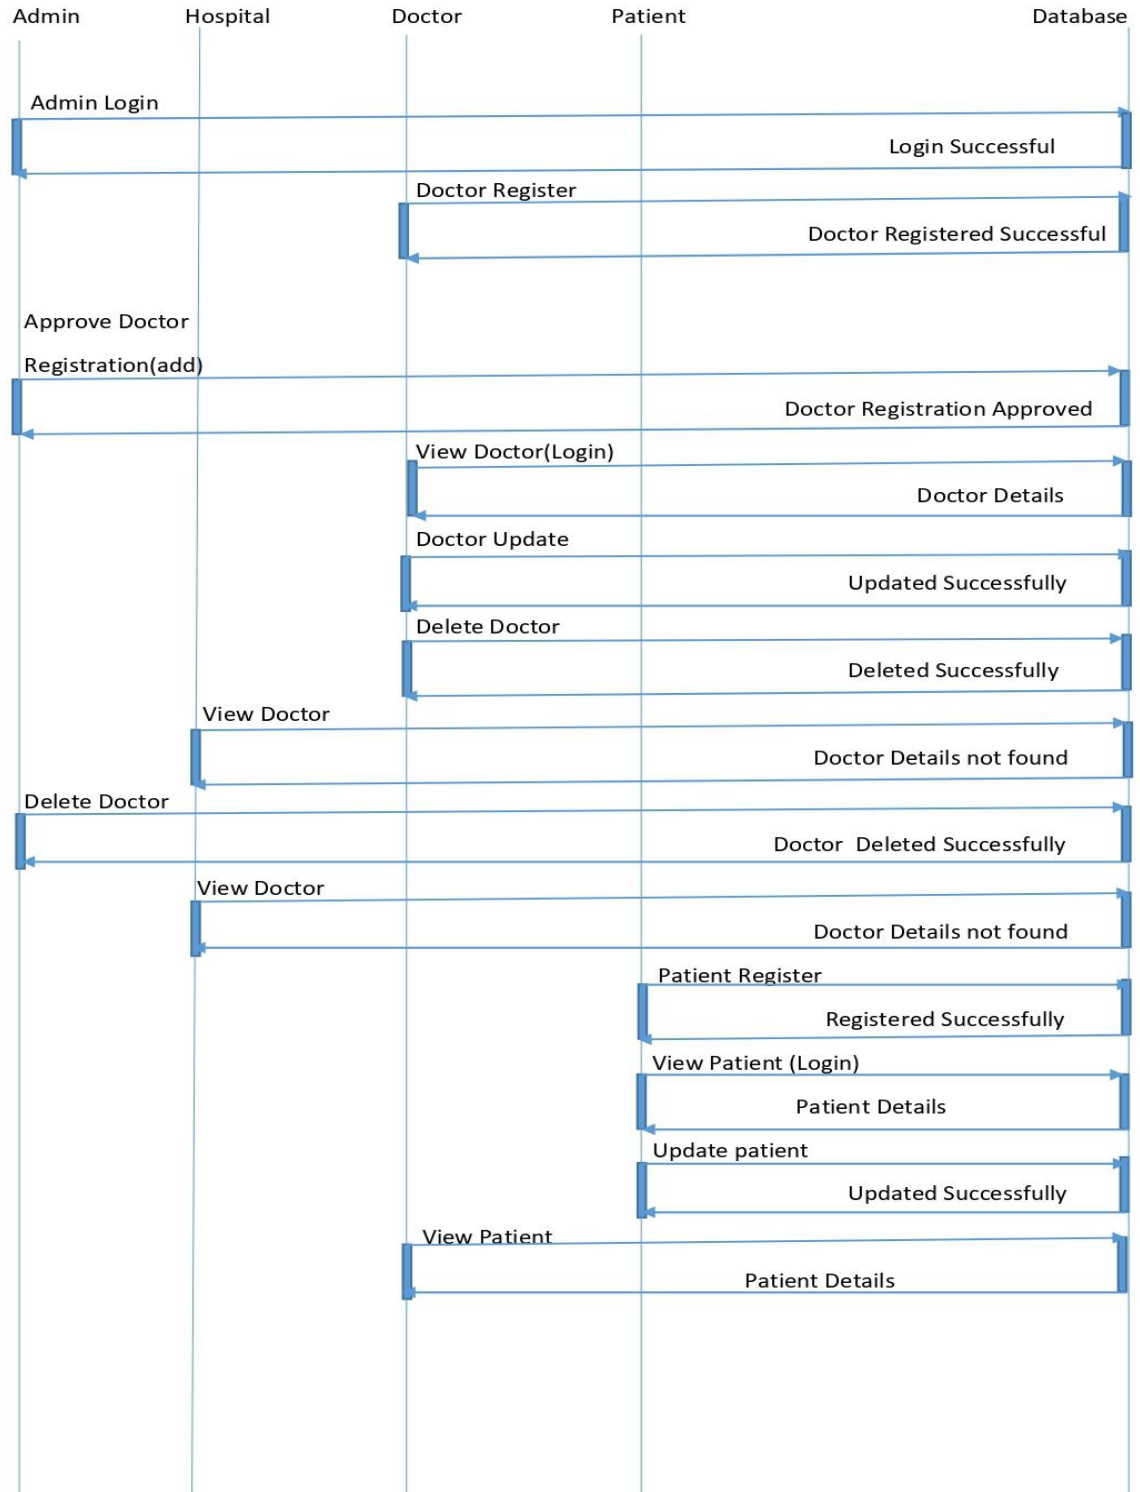 Admin Hospital Doctor Patient Database
Admin Login
Login Successful
Doctor Register
Doctor Registered Successful
Approve Doctor
Registration(add)
Doctor Registration Approved
View Doctor(Login)
Doctor Details
Doctor Update
Updated Successfully
Delete Doctor
Deleted Successfully
View Doctor
Doctor Details not found
Delete Doctor
Doctor  Deleted Successfully
View Doctor
Doctor Details not found
Patient Register
Registered Successfully
View Patient (Login)
Patient Details
Update patient
Updated Successfully
View Patient
Patient Details